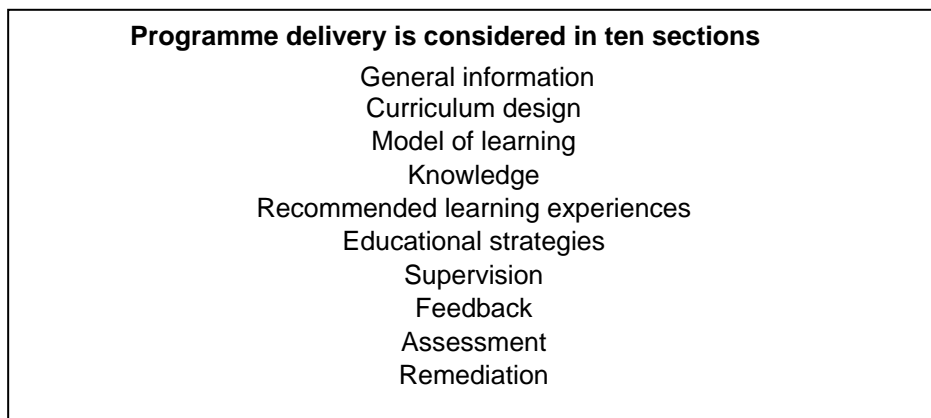 Programme delivery is considered in ten sections
General information
Curriculum design
Model of learning
Knowledge
Recommended learning experiences
Educational strategies
Supervision
Feedback
Assessment
Remediation